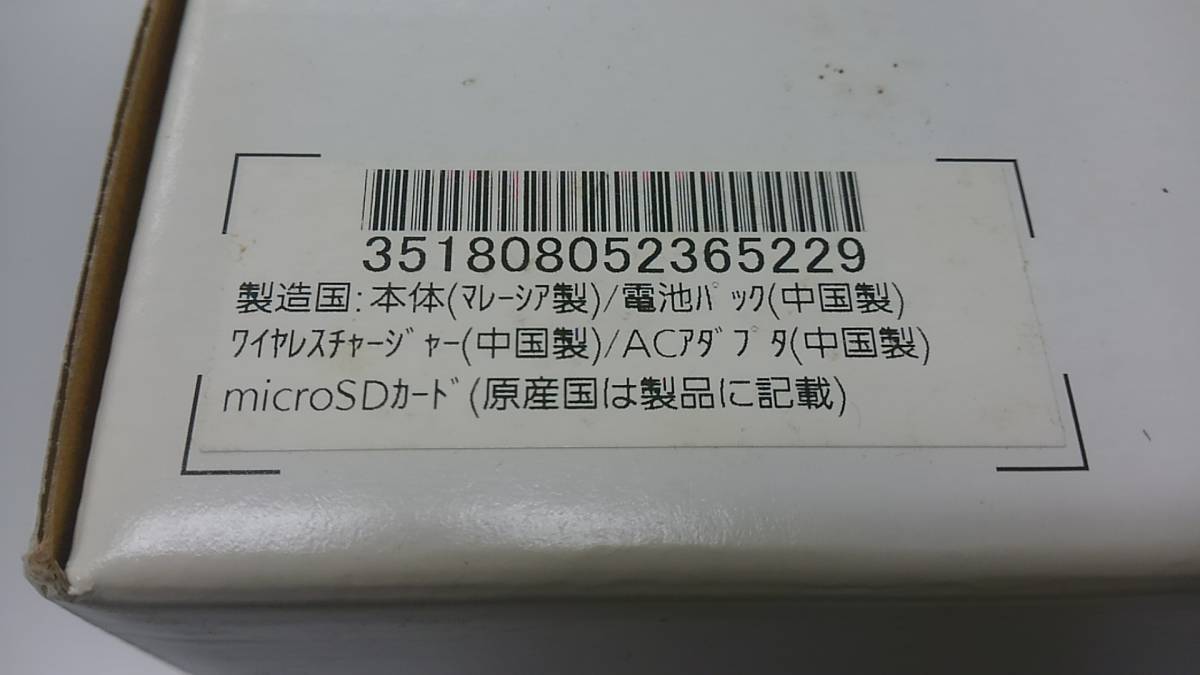 351808052365229
製造国:本体(ﾏﾚｰｼｱ製)/電池ﾊﾟｯｸ(中国製)
ﾜｲﾔﾚｽﾁｬｰｼﾞｬｰ(中国製)/ACｱﾀﾞﾌﾟﾀ(中国製)
microSDｶｰﾄﾞ(原産国は製品に記載)